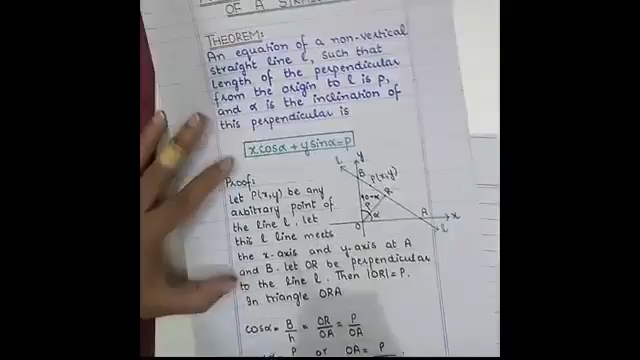 OF A STRAI
THEOREM:
An equation of a non-vertical
straight line l, such that
length of the perpendicular
from the origin to l is p,
and α is the inclination of
this perpendicular is
xcosα + ysinα = p
Proof:
Let P(x,y) be any
arbitrary point of
the line l. Let
this l line meets
the x-axis and y-axis at A
and B. Let OR be perpendicular
to the line l. Then |OR| = P.
In triangle ORA
cosα = B/h = OR/OA = P/OA
P or OA = P
l
y
B
P(x,y)
90-α
R
P
α
O
A
x
l